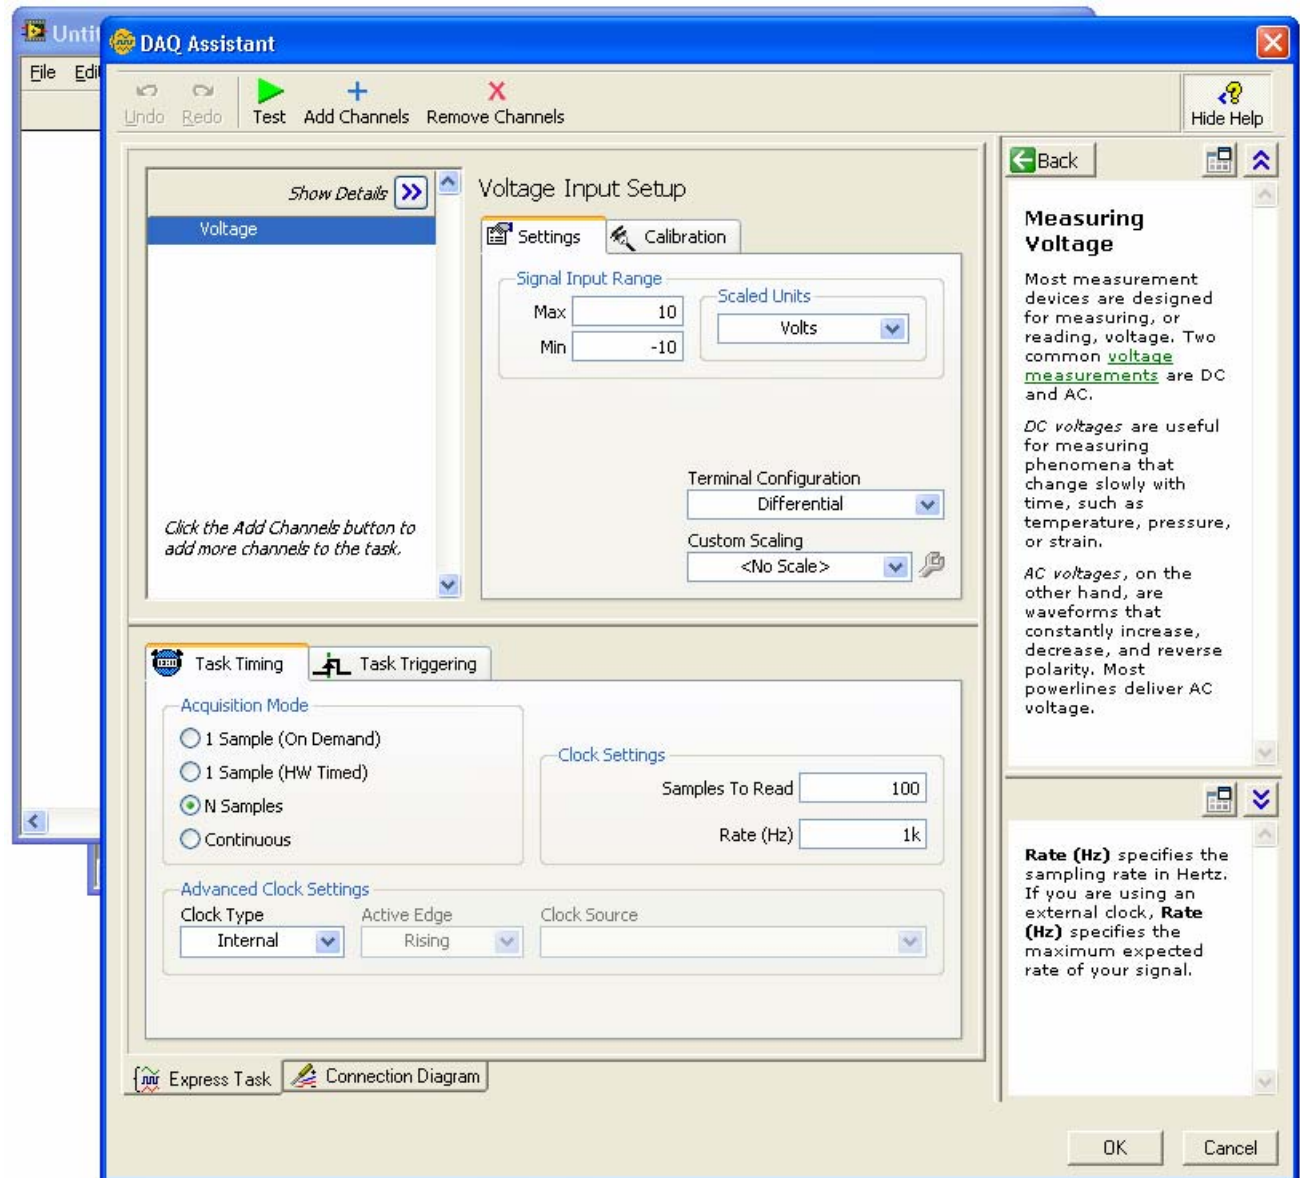 Untit
DAQ Assistant
File Edi
Undo Redo Test Add Channels Remove Channels
Hide Help
Show Details
Voltage
Click the Add Channels button to
add more channels to the task.
Voltage Input Setup
Settings Calibration
Signal Input Range
Max 10
Min -10
Scaled Units
Volts
Terminal Configuration
Differential
Custom Scaling
<No Scale>
Task Timing Task Triggering
Acquisition Mode
1 Sample (On Demand)
1 Sample (HW Timed)
N Samples
Continuous
Clock Settings
Samples To Read 100
Rate (Hz) 1k
Advanced Clock Settings
Clock Type Active Edge Clock Source
Internal Rising
Express Task Connection Diagram
Back
Measuring
Voltage
Most measurement
devices are designed
for measuring, or
reading, voltage. Two
common voltage
measurements are DC
and AC.
DC voltages are useful
for measuring
phenomena that
change slowly with
time, such as
temperature, pressure,
or strain.
AC voltages, on the
other hand, are
waveforms that
constantly increase,
decrease, and reverse
polarity. Most
powerlines deliver AC
voltage.
Rate (Hz) specifies the
sampling rate in Hertz.
If you are using an
external clock, Rate
(Hz) specifies the
maximum expected
rate of your signal.
OK Cancel